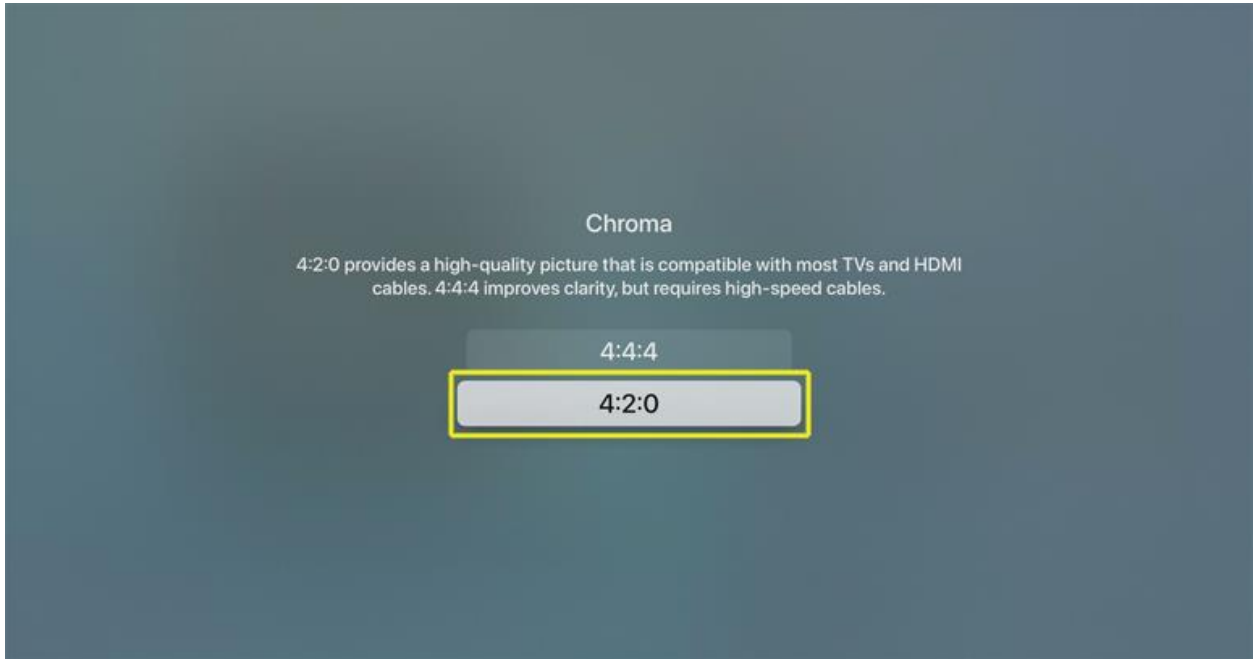 Chroma
4:2:0 provides a high-quality picture that is compatible with most TVs and HDMI
cables. 4:4:4 improves clarity, but requires high-speed cables.
4:4:4
4:2:0